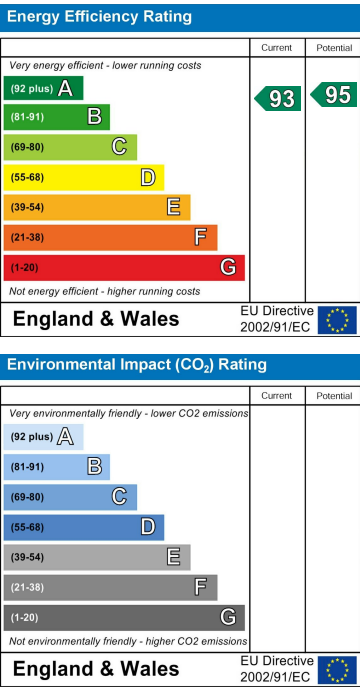 Energy Efficiency Rating
Current Potential
Very energy efficient - lower running costs
(92 plus) A
93 95
(81-91) B
(69-80) C
(55-68) D
(39-54) E
(21-38) F
(1-20) G
Not energy efficient - higher running costs
England & Wales
EU Directive
2002/91/EC
Environmental Impact (CO₂) Rating
Current Potential
Very environmentally friendly - lower CO2 emissions
(92 plus) A
(81-91) B
(69-80) C
(55-68) D
(39-54) E
(21-38) F
(1-20) G
Not environmentally friendly - higher CO2 emissions
England & Wales
EU Directive
2002/91/EC